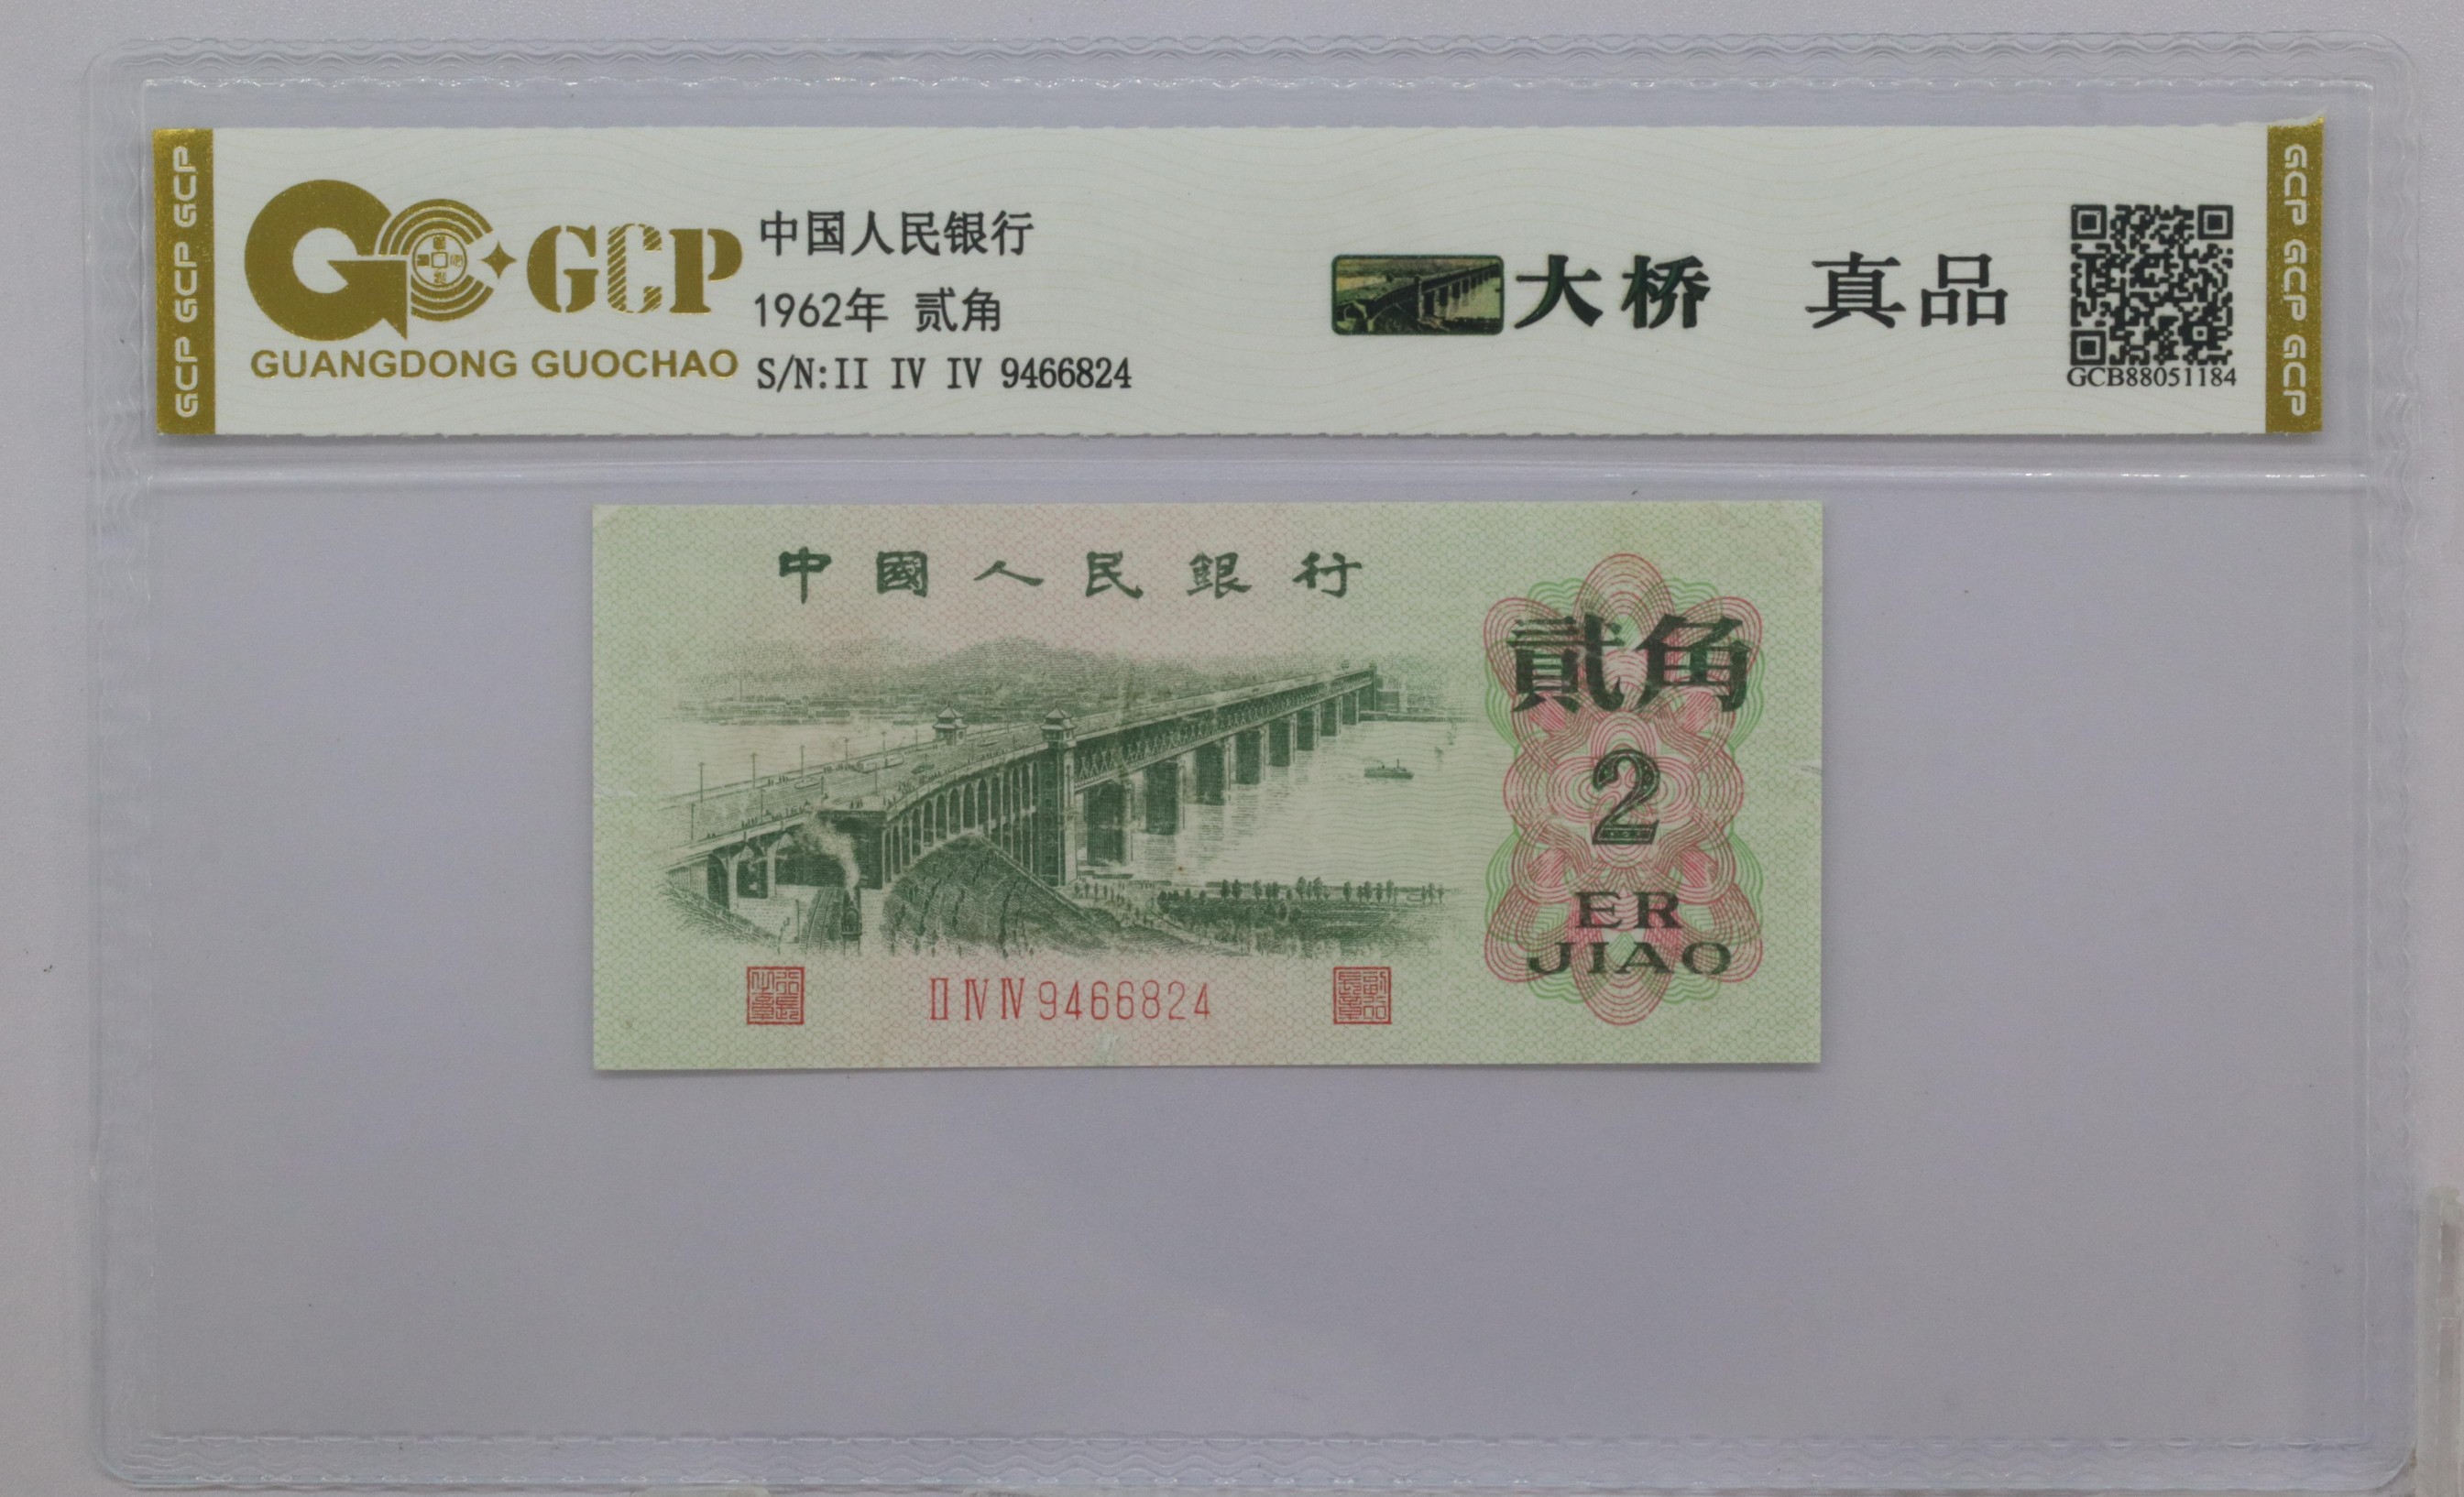 GCP GCP GCP
GCP
GUANGDONG GUOCHAO
中国人民银行
1962年 贰角
S/N:II IV IV 9466824
大桥 真品
GCB88051184
GCP GCP GCP
中國人民銀行
貳角
2
ER
JIAO
II IV IV 9466824